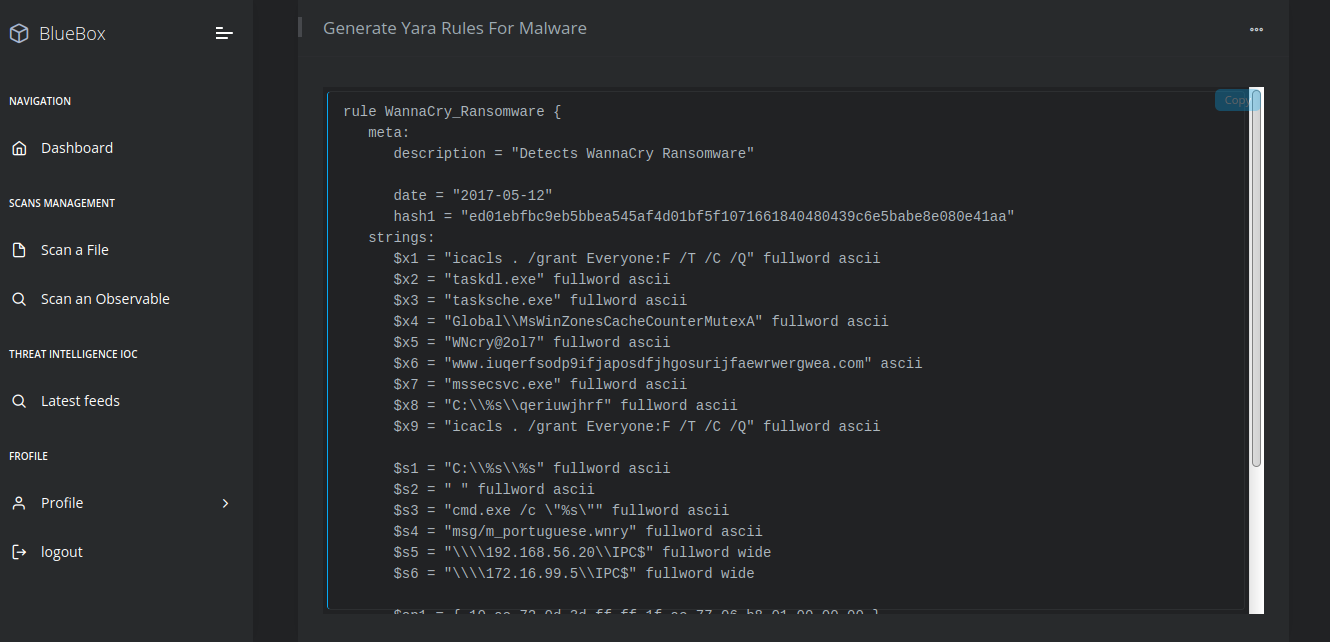 BlueBox
NAVIGATION
Dashboard
SCANS MANAGEMENT
Scan a File
Scan an Observable
THREAT INTELLIGENCE IOC
Latest feeds
FROFILE
Profile
logout
Generate Yara Rules For Malware
Copy
rule WannaCry_Ransomware {
meta:
description = "Detects WannaCry Ransomware"
date = "2017-05-12"
hash1 = "ed01ebfbc9eb5bbea545af4d01bf5f1071661840480439c6e5babe8e080e41aa"
strings:
$x1 = "icacls . /grant Everyone:F /T /C /Q" fullword ascii
$x2 = "taskdl.exe" fullword ascii
$x3 = "tasksche.exe" fullword ascii
$x4 = "Global\\MsWinZonesCacheCounterMutexA" fullword ascii
$x5 = "WNcry@2ol7" fullword ascii
$x6 = "www.iuqerfsodp9ifjaposdfjhgosurijfaewrwergwea.com" ascii
$x7 = "mssecsvc.exe" fullword ascii
$x8 = "C:\\%s\\qeriuwjhrf" fullword ascii
$x9 = "icacls . /grant Everyone:F /T /C /Q" fullword ascii
$s1 = "C:\\%s\\%s" fullword ascii
$s2 = " " fullword ascii
$s3 = "cmd.exe /c \"%s\"" fullword ascii
$s4 = "msg/m_portuguese.wnry" fullword ascii
$s5 = "\\\\192.168.56.20\\IPC$" fullword wide
$s6 = "\\\\172.16.99.5\\IPC$" fullword wide